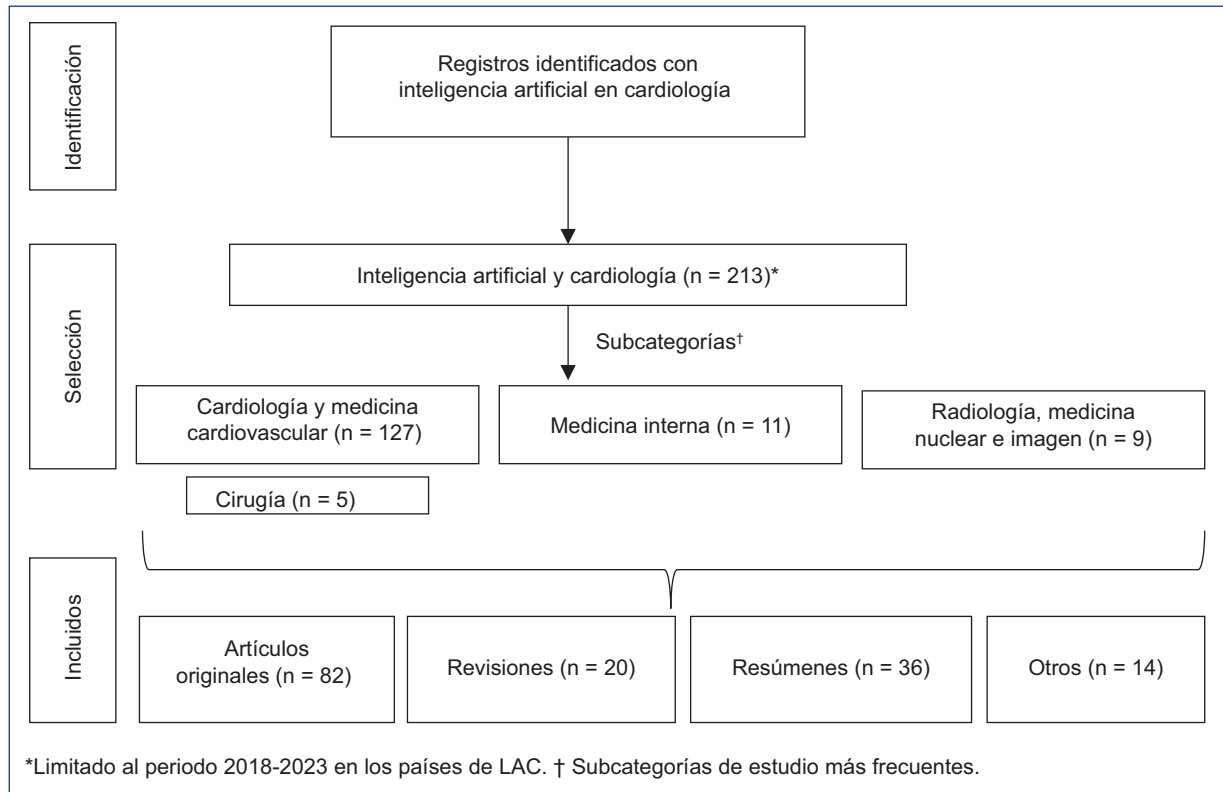 Identificación
Registros identificados con
inteligencia artificial en cardiología
Selección
Inteligencia artificial y cardiología (n = 213)*
Subcategorías†
Cardiología y medicina
cardiovascular (n = 127)
Medicina interna (n = 11)
Radiología, medicina
nuclear e imagen (n = 9)
Cirugía (n = 5)
Incluidos
Artículos
originales (n = 82)
Revisiones (n = 20)
Resúmenes (n = 36)
Otros (n = 14)
*Limitado al periodo 2018-2023 en los países de LAC. † Subcategorías de estudio más frecuentes.